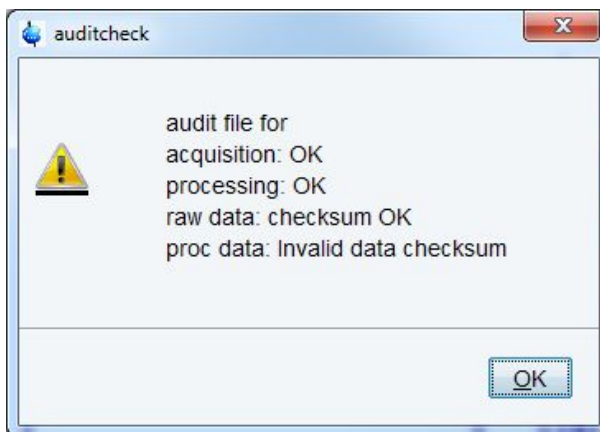 auditcheck
audit file for
acquisition: OK
processing: OK
raw data: checksum OK
proc data: Invalid data checksum
OK